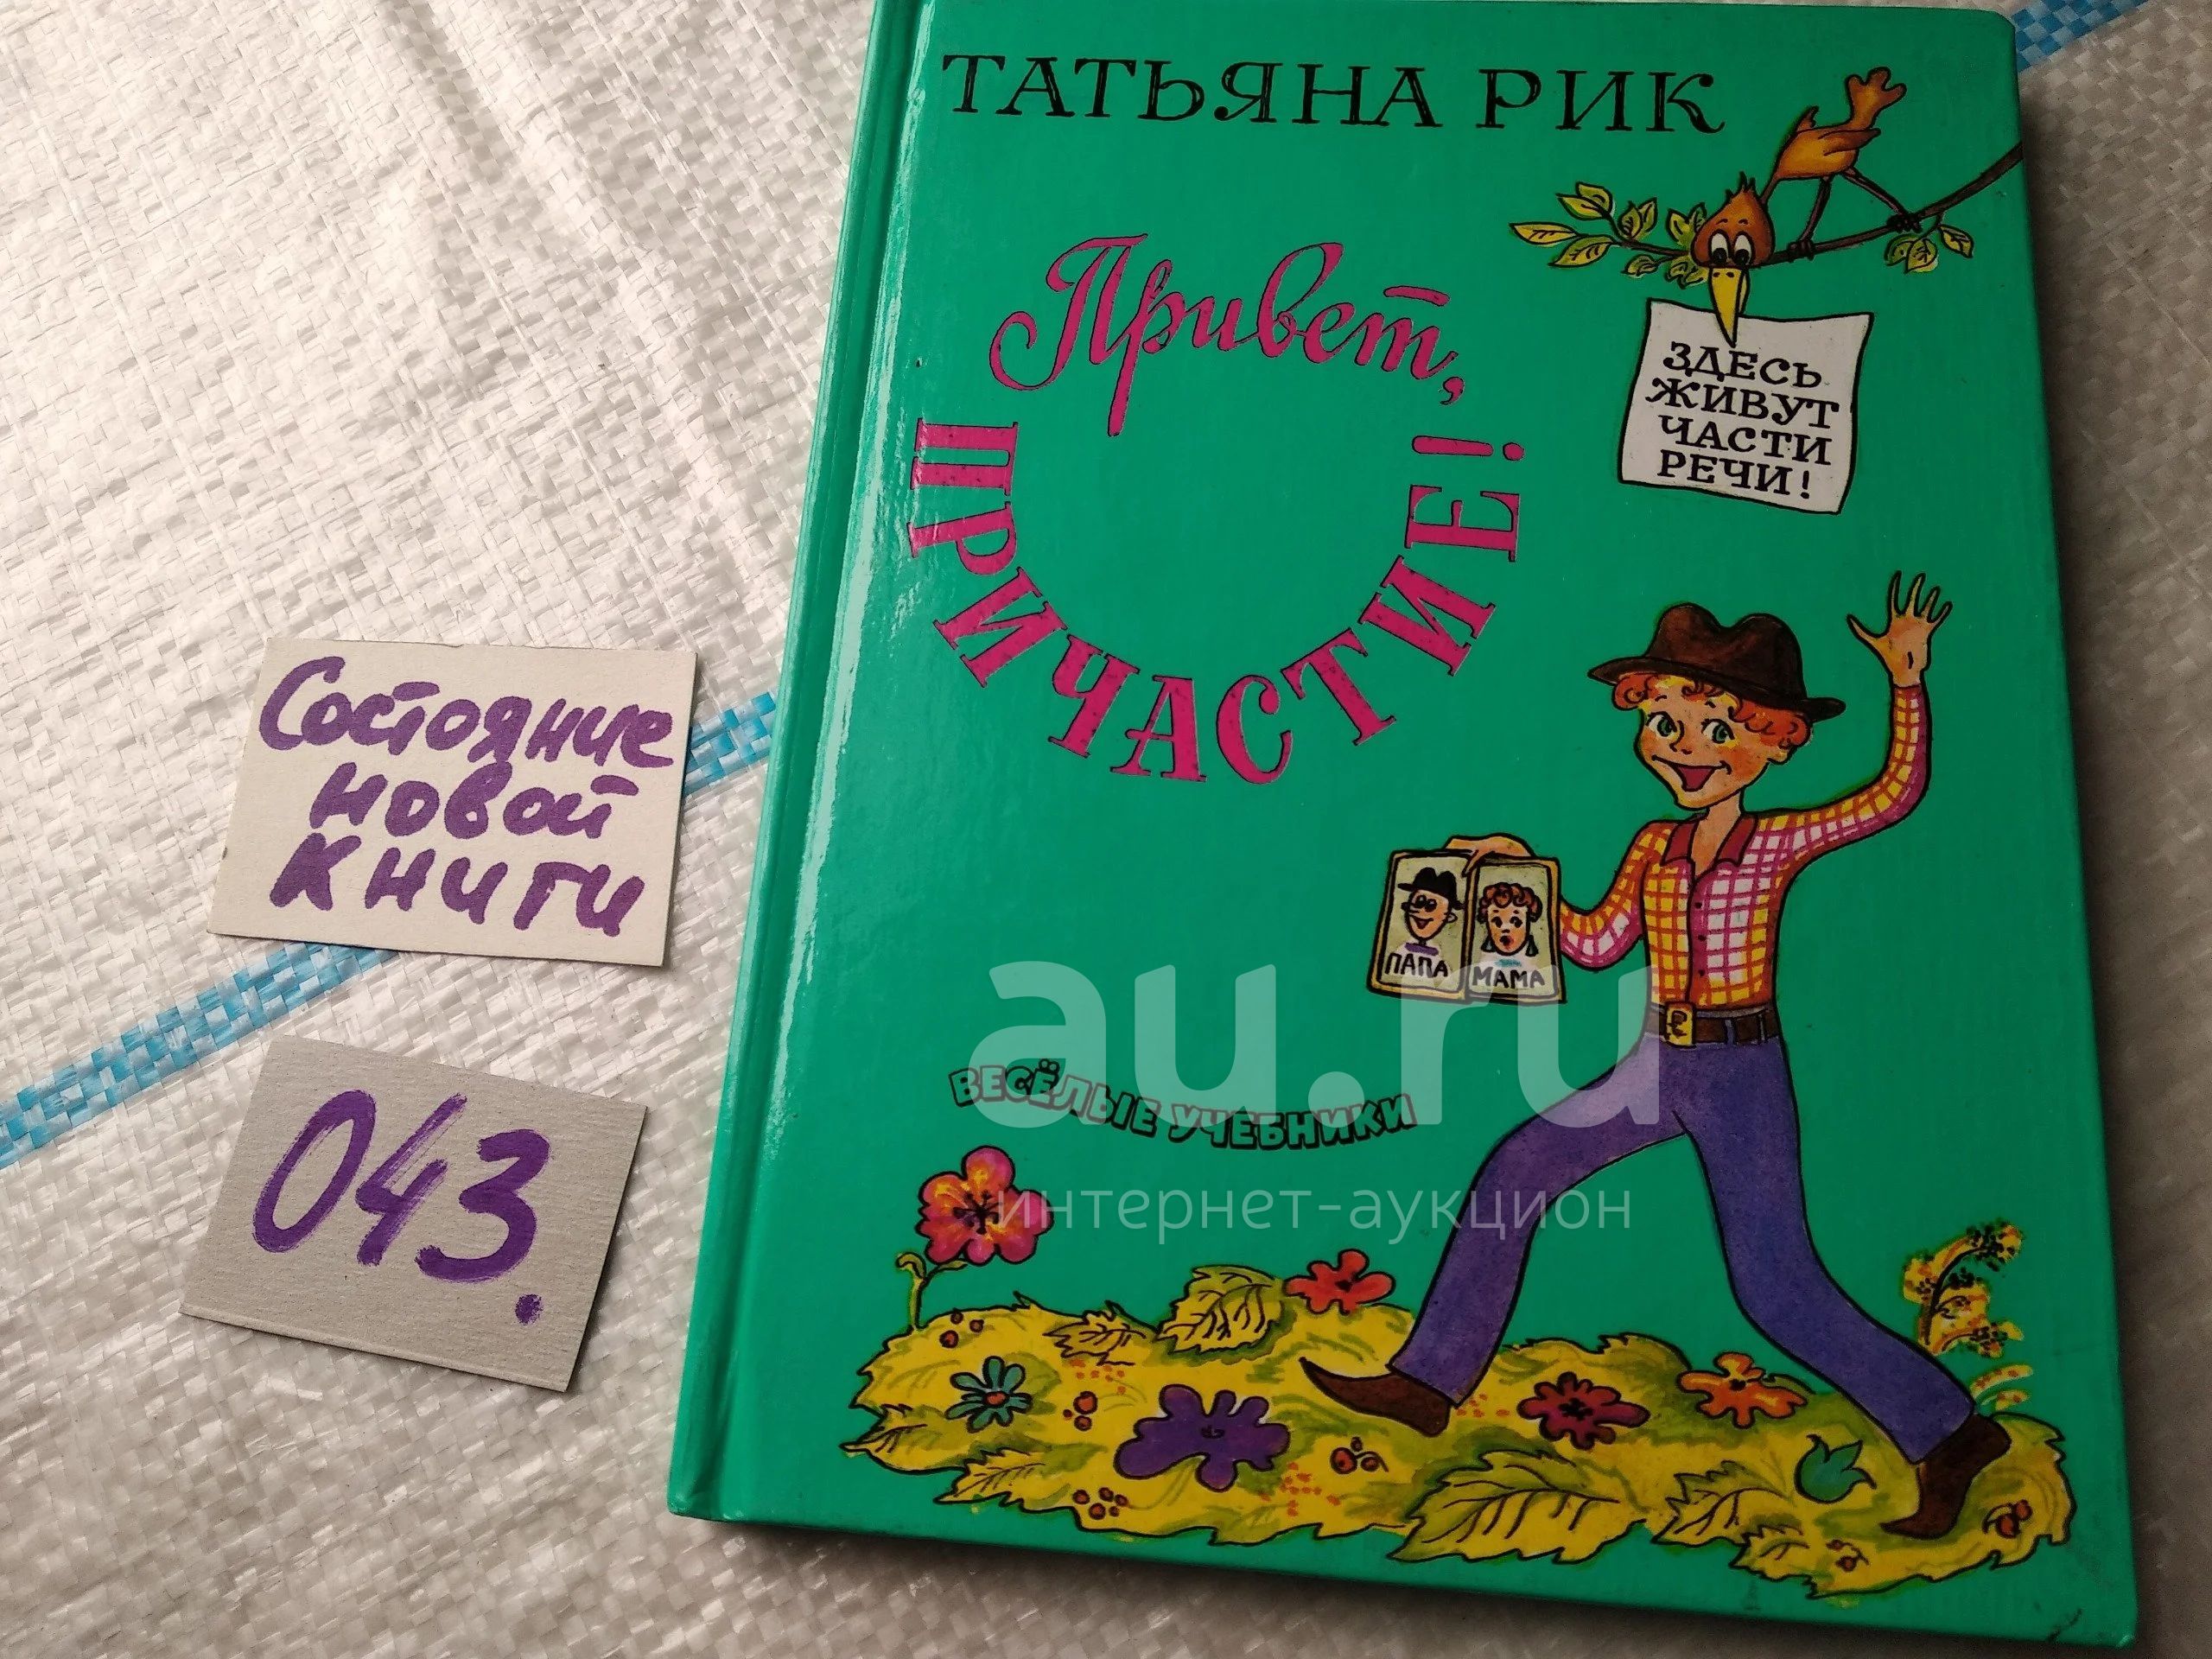 ТАТЬЯНА РИК
Привет,
ПРИЧАСТИЕ!
ЗДЕСЬ
ЖИВУТ
ЧАСТИ
РЕЧИ!
Состояние
новой
книги
ПАПА
МАМА
au.ru
ВЕСЁЛЫЕ УЧЕБНИКИ
интернет-аукцион
043.